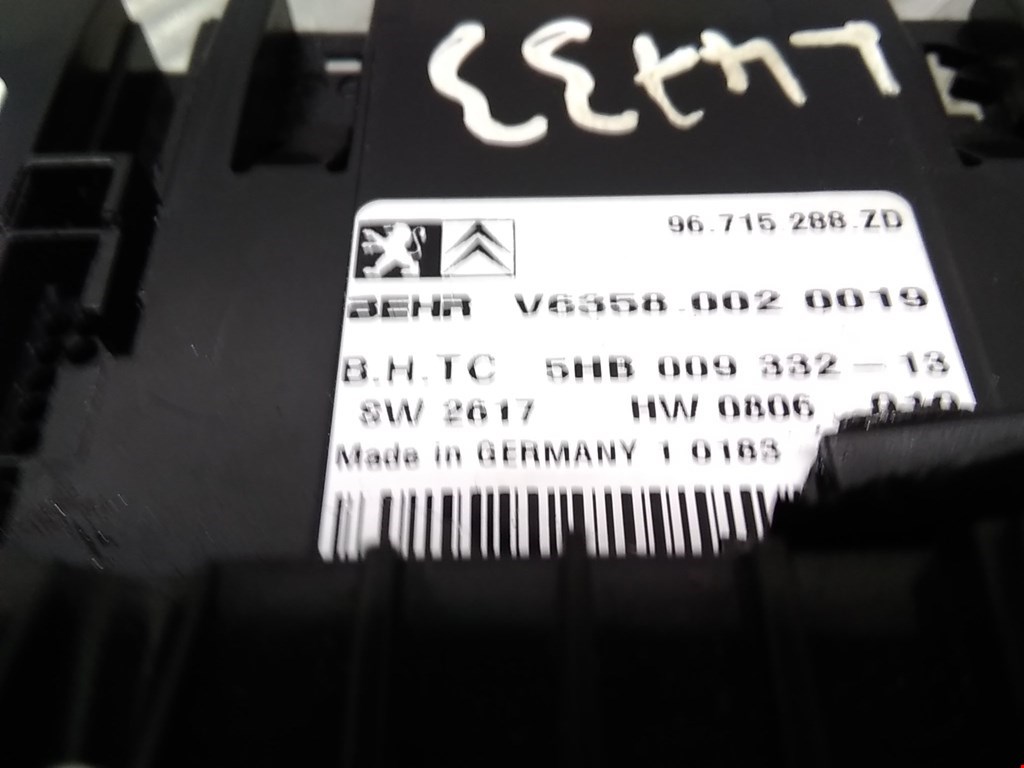 96.715 288.ZD
BEHR V6358.002 0019
B.H.TC 5HB 009 332-13
SW 2617 HW 0806
Made in GERMANY 1 0183